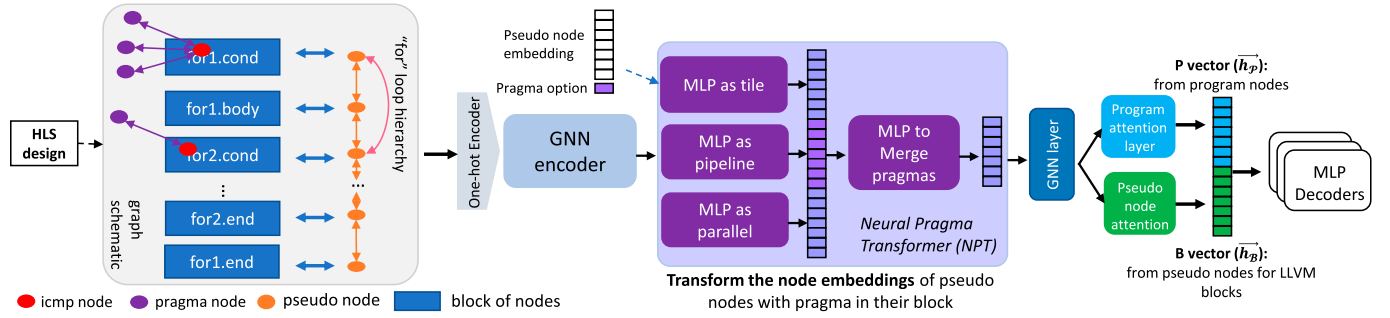 HLS
design
for1.cond
for1.body
for2.cond
...
for2.end
for1.end
graph
schematic
"for" loop hierarchy
...
icmp node
pragma node
pseudo node
block of nodes
One-hot Encoder
GNN
encoder
Pseudo node
embedding
Pragma option
MLP as tile
MLP as
pipeline
MLP as
parallel
MLP to
Merge
pragmas
Neural Pragma
Transformer (NPT)
Transform the node embeddings of pseudo
nodes with pragma in their block
GNN layer
P vector (h_P):
from program nodes
Program
attention
layer
Pseudo
node
attention
B vector (h_B):
from pseudo nodes for LLVM
blocks
MLP
Decoders